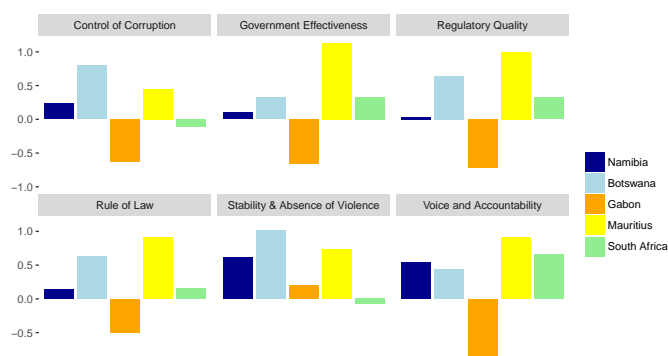 Control of Corruption
Government Effectiveness
Regulatory Quality
1.0
0.5
0.0
−0.5
−1.0
Rule of Law
Stability & Absence of Violence
Voice and Accountability
1.0
0.5
0.0
−0.5
Namibia
Botswana
Gabon
Mauritius
South Africa